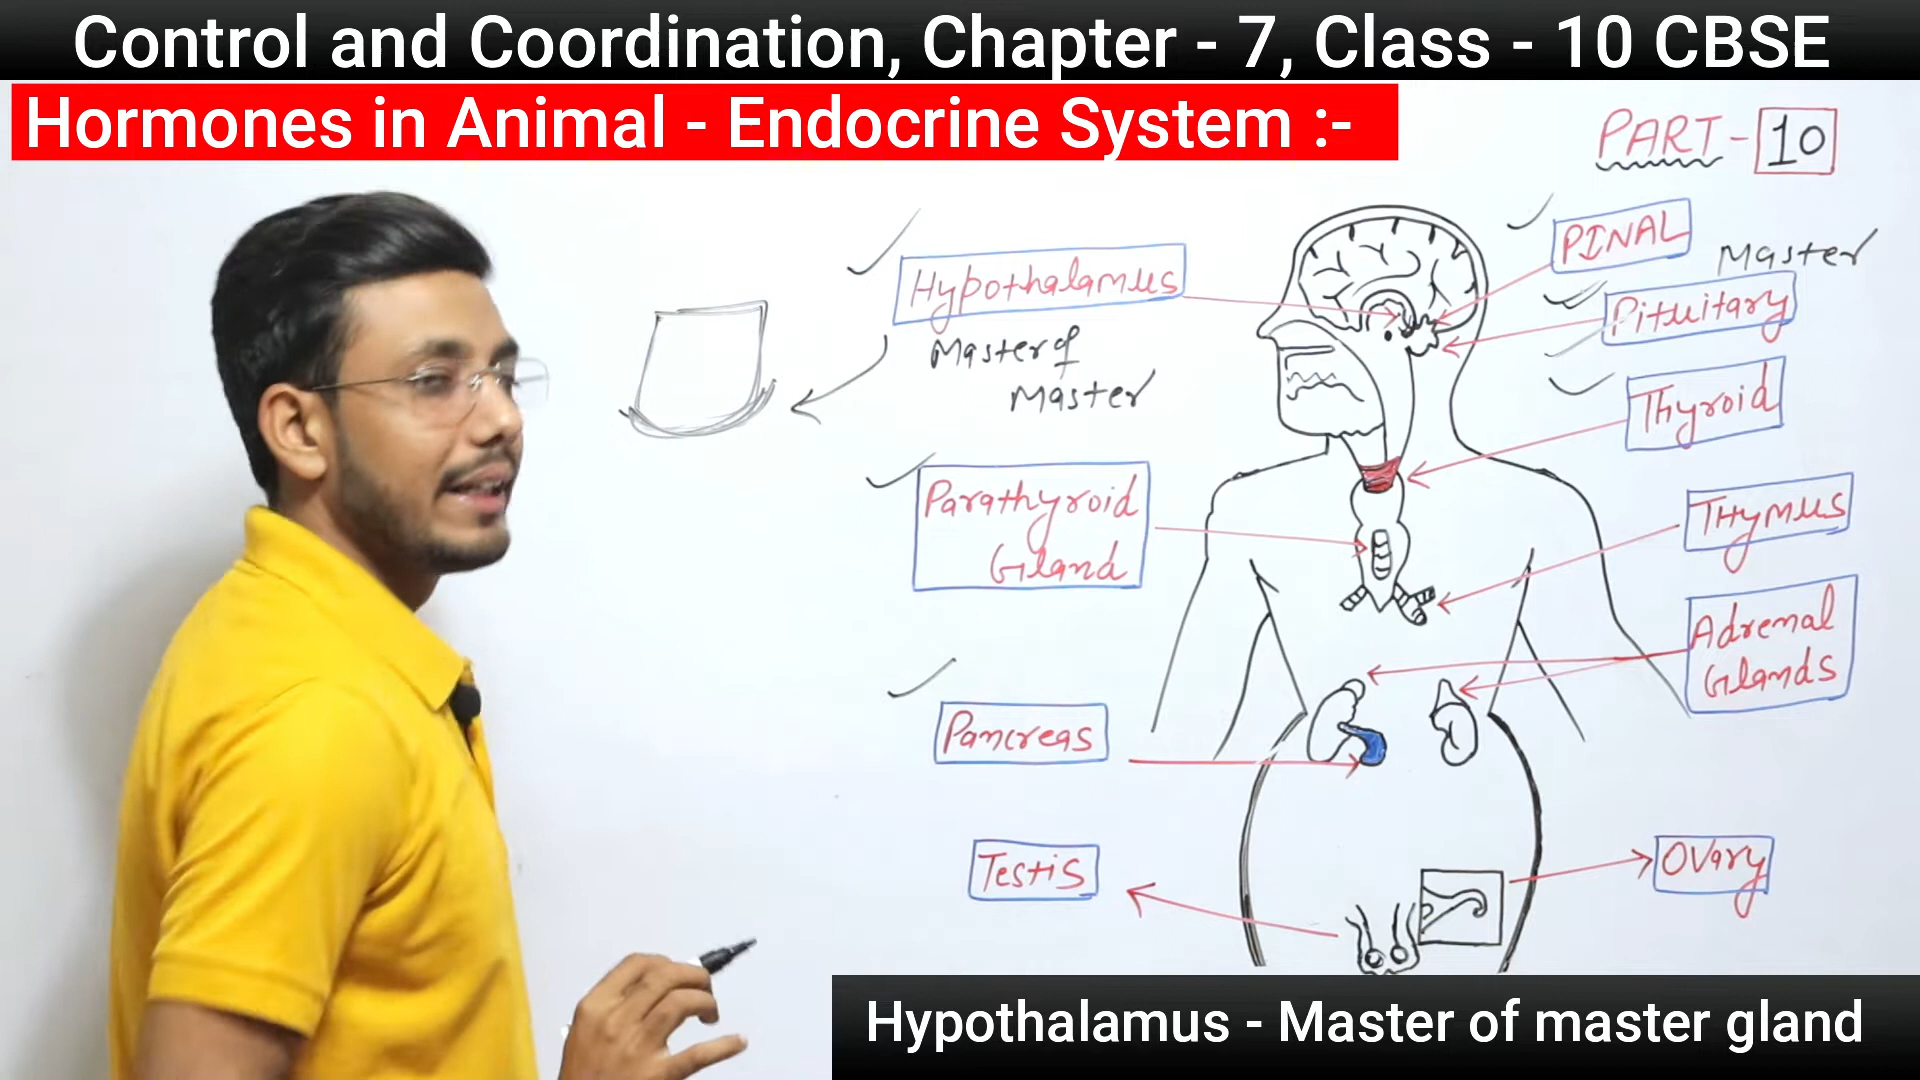 Control and Coordination, Chapter - 7, Class - 10 CBSE
Hormones in Animal - Endocrine System :-
PART - 10
PINAL
Master
Hypothalamus
Pituitary
Master of
Master
Thyroid
Parathyroid
Gland
THYMUS
Adrenal
Glands
Pancreas
Testis
Ovary
Hypothalamus - Master of master gland